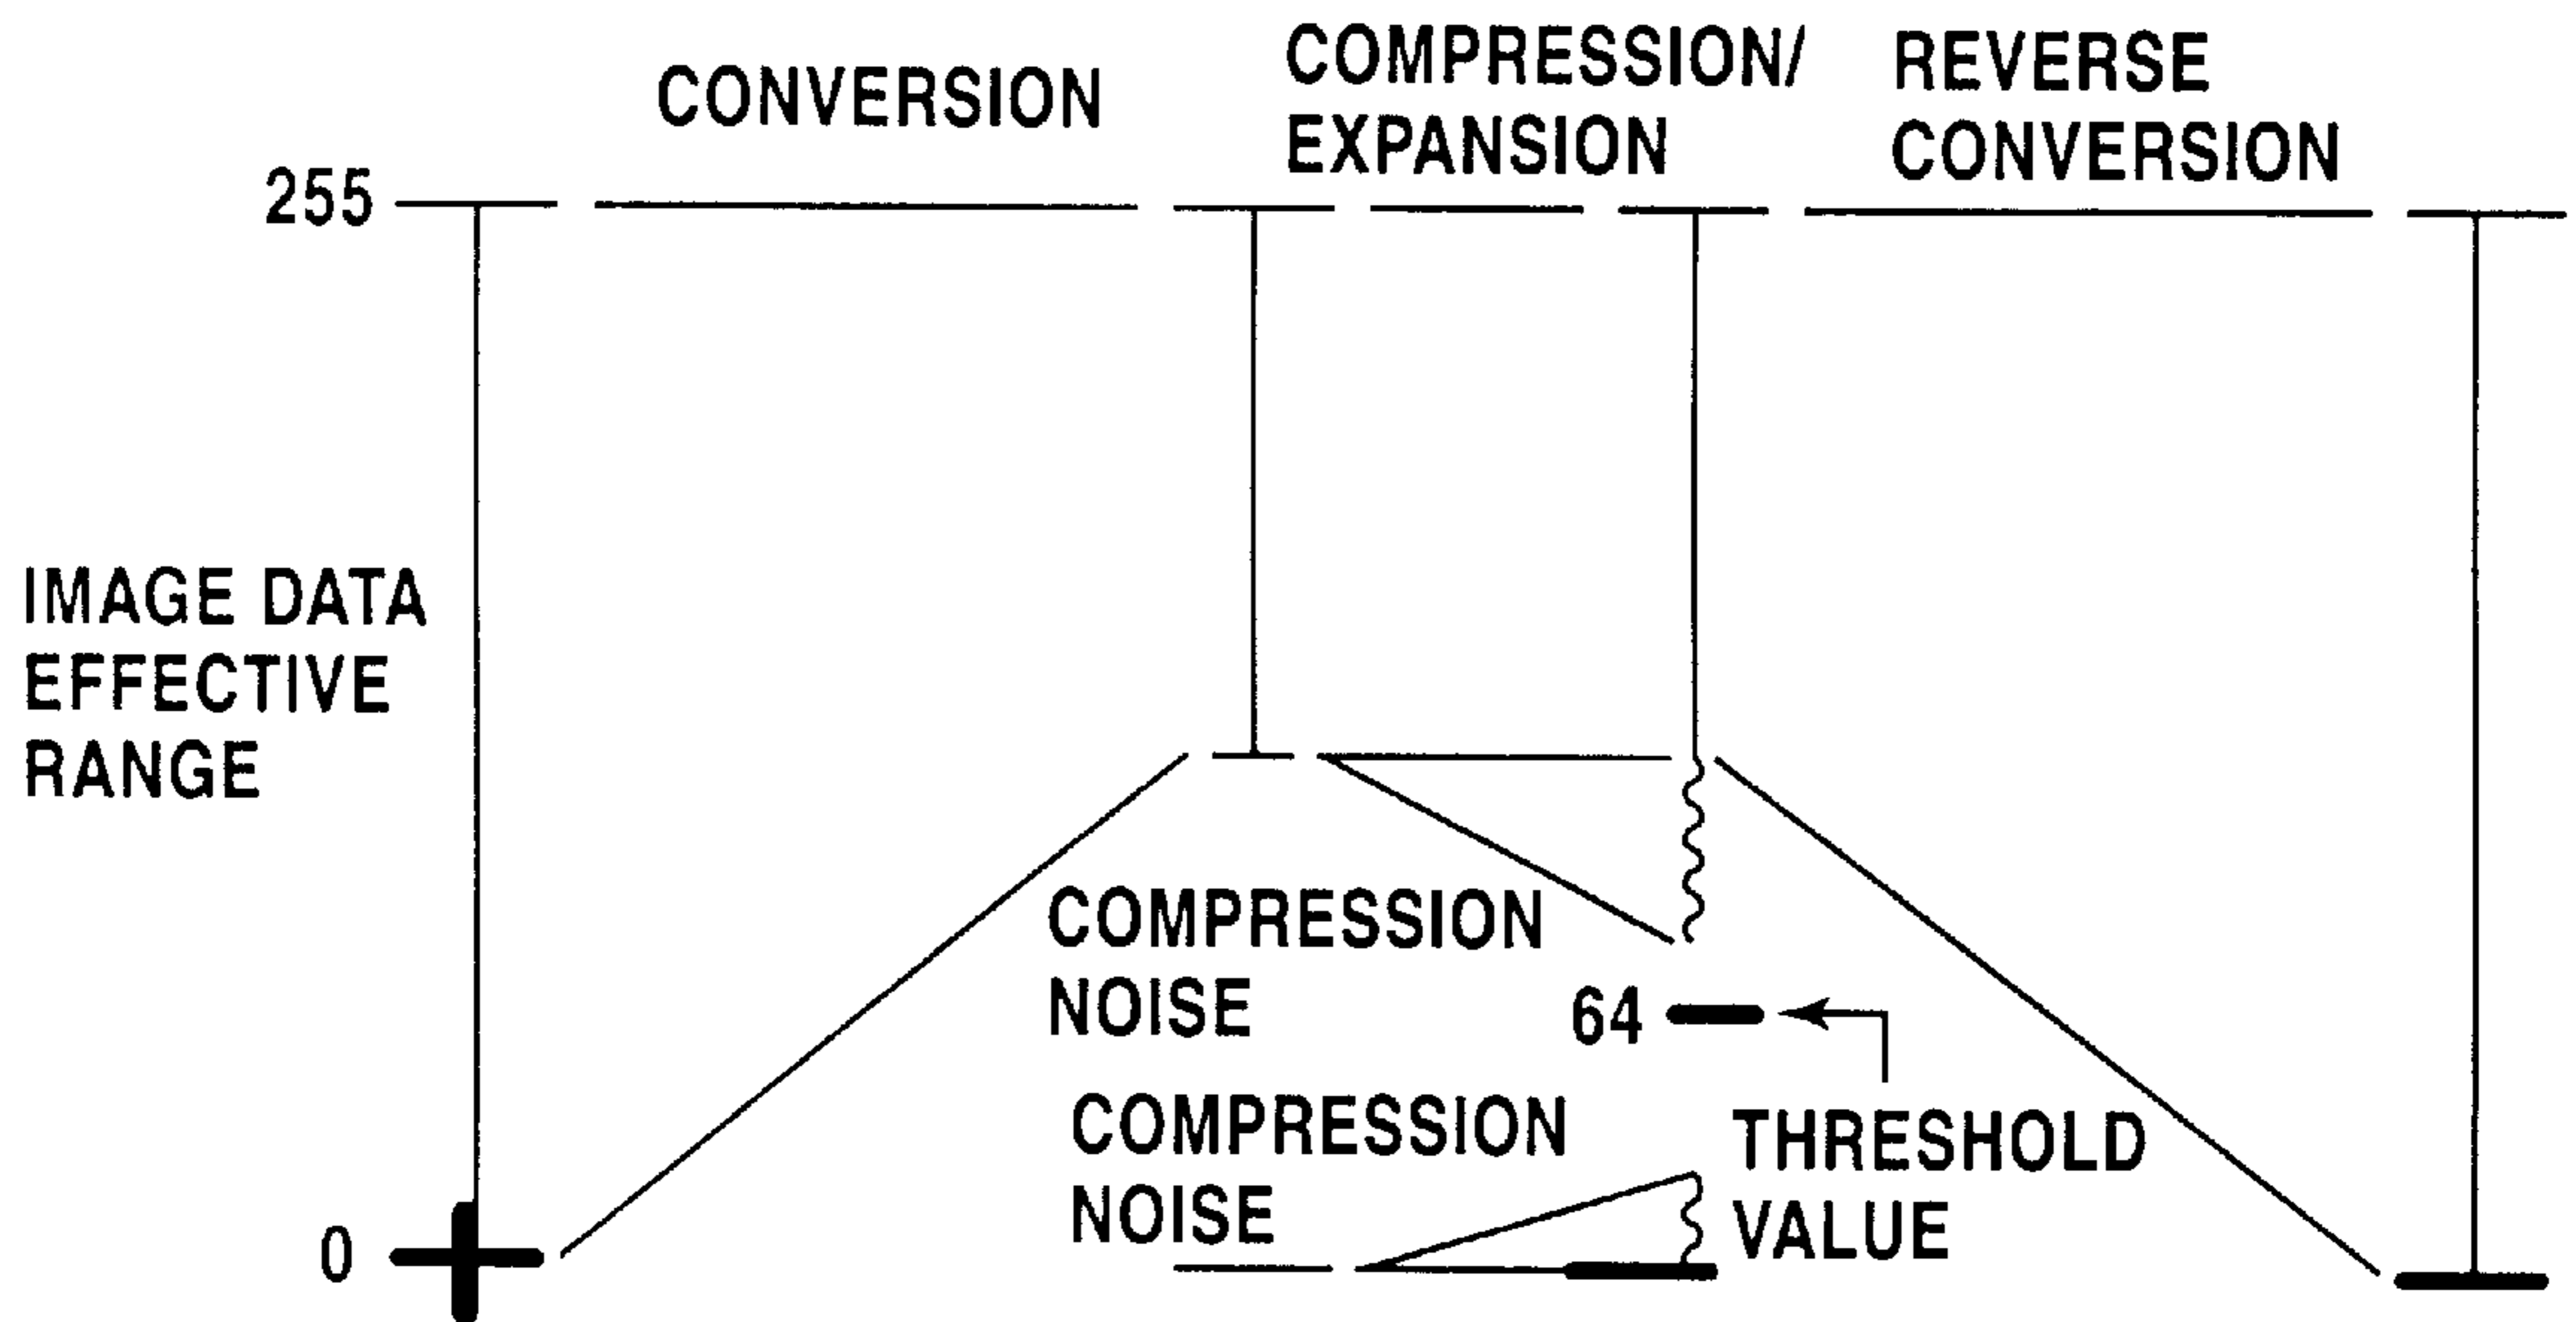 CONVERSION
COMPRESSION/
EXPANSION
REVERSE
CONVERSION
255
IMAGE DATA
EFFECTIVE
RANGE
COMPRESSION
NOISE
64
COMPRESSION
NOISE
THRESHOLD
VALUE
0